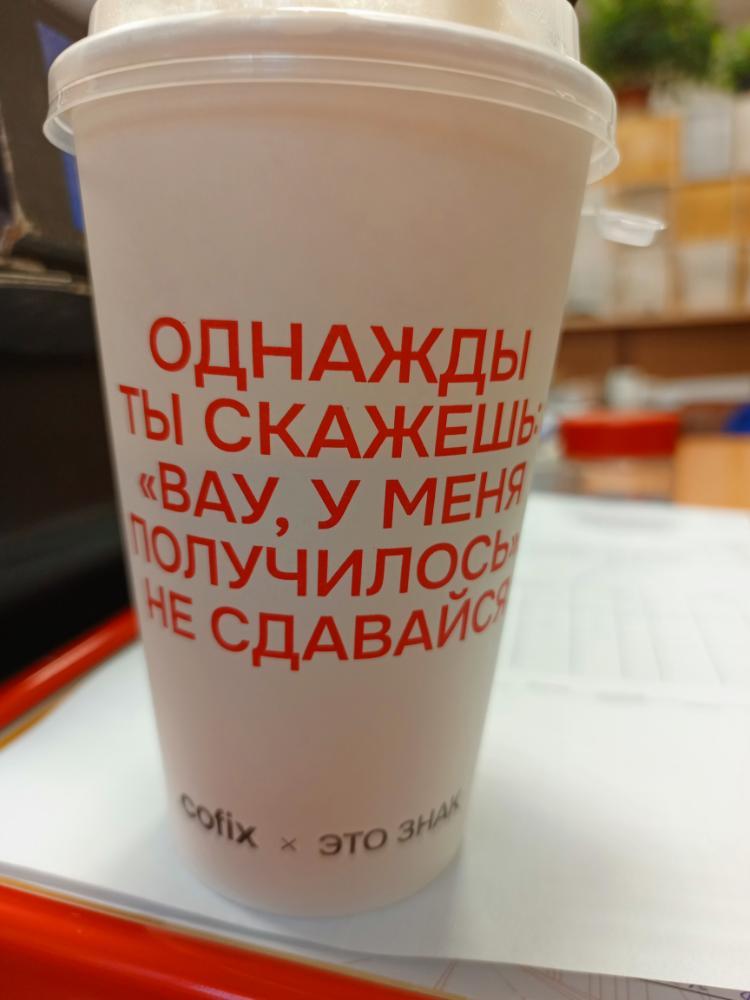 ОДНАЖДЫ
ТЫ СКАЖЕШЬ:
«ВАУ, У МЕНЯ
ПОЛУЧИЛОСЬ»
НЕ СДАВАЙСЯ
cofix × ЭТО ЗНАК